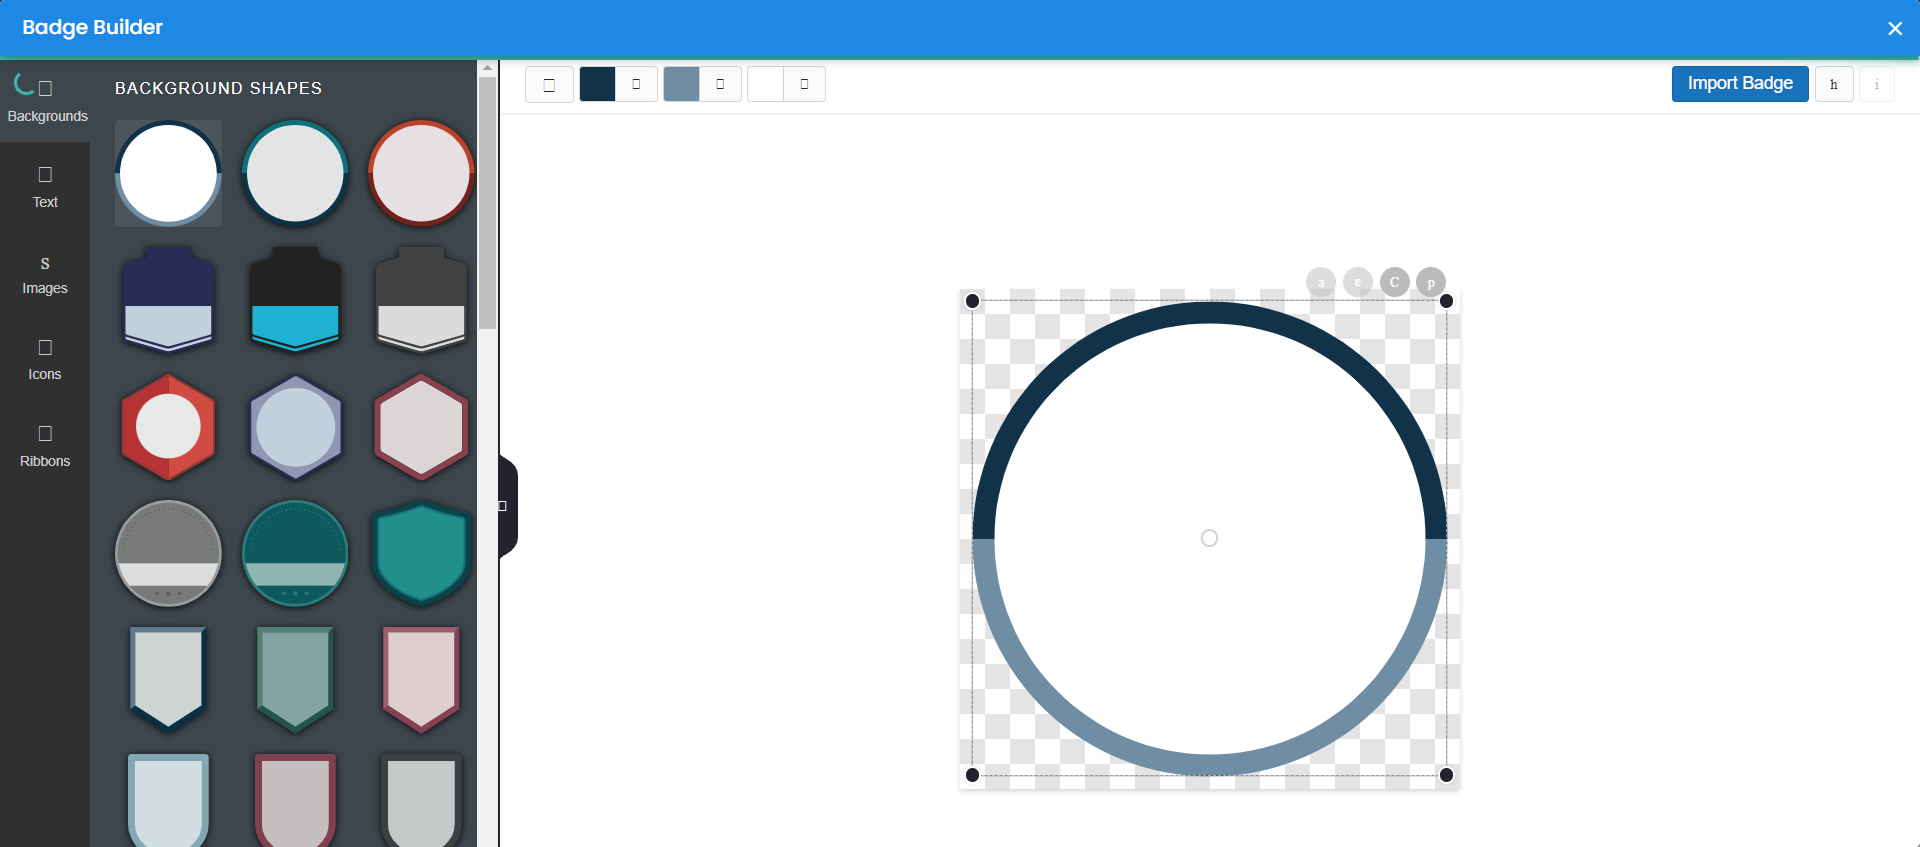 Badge Builder
Backgrounds
Text
S
Images
Icons
Ribbons
BACKGROUND SHAPES
Import Badge
h
i
a
e
C
p